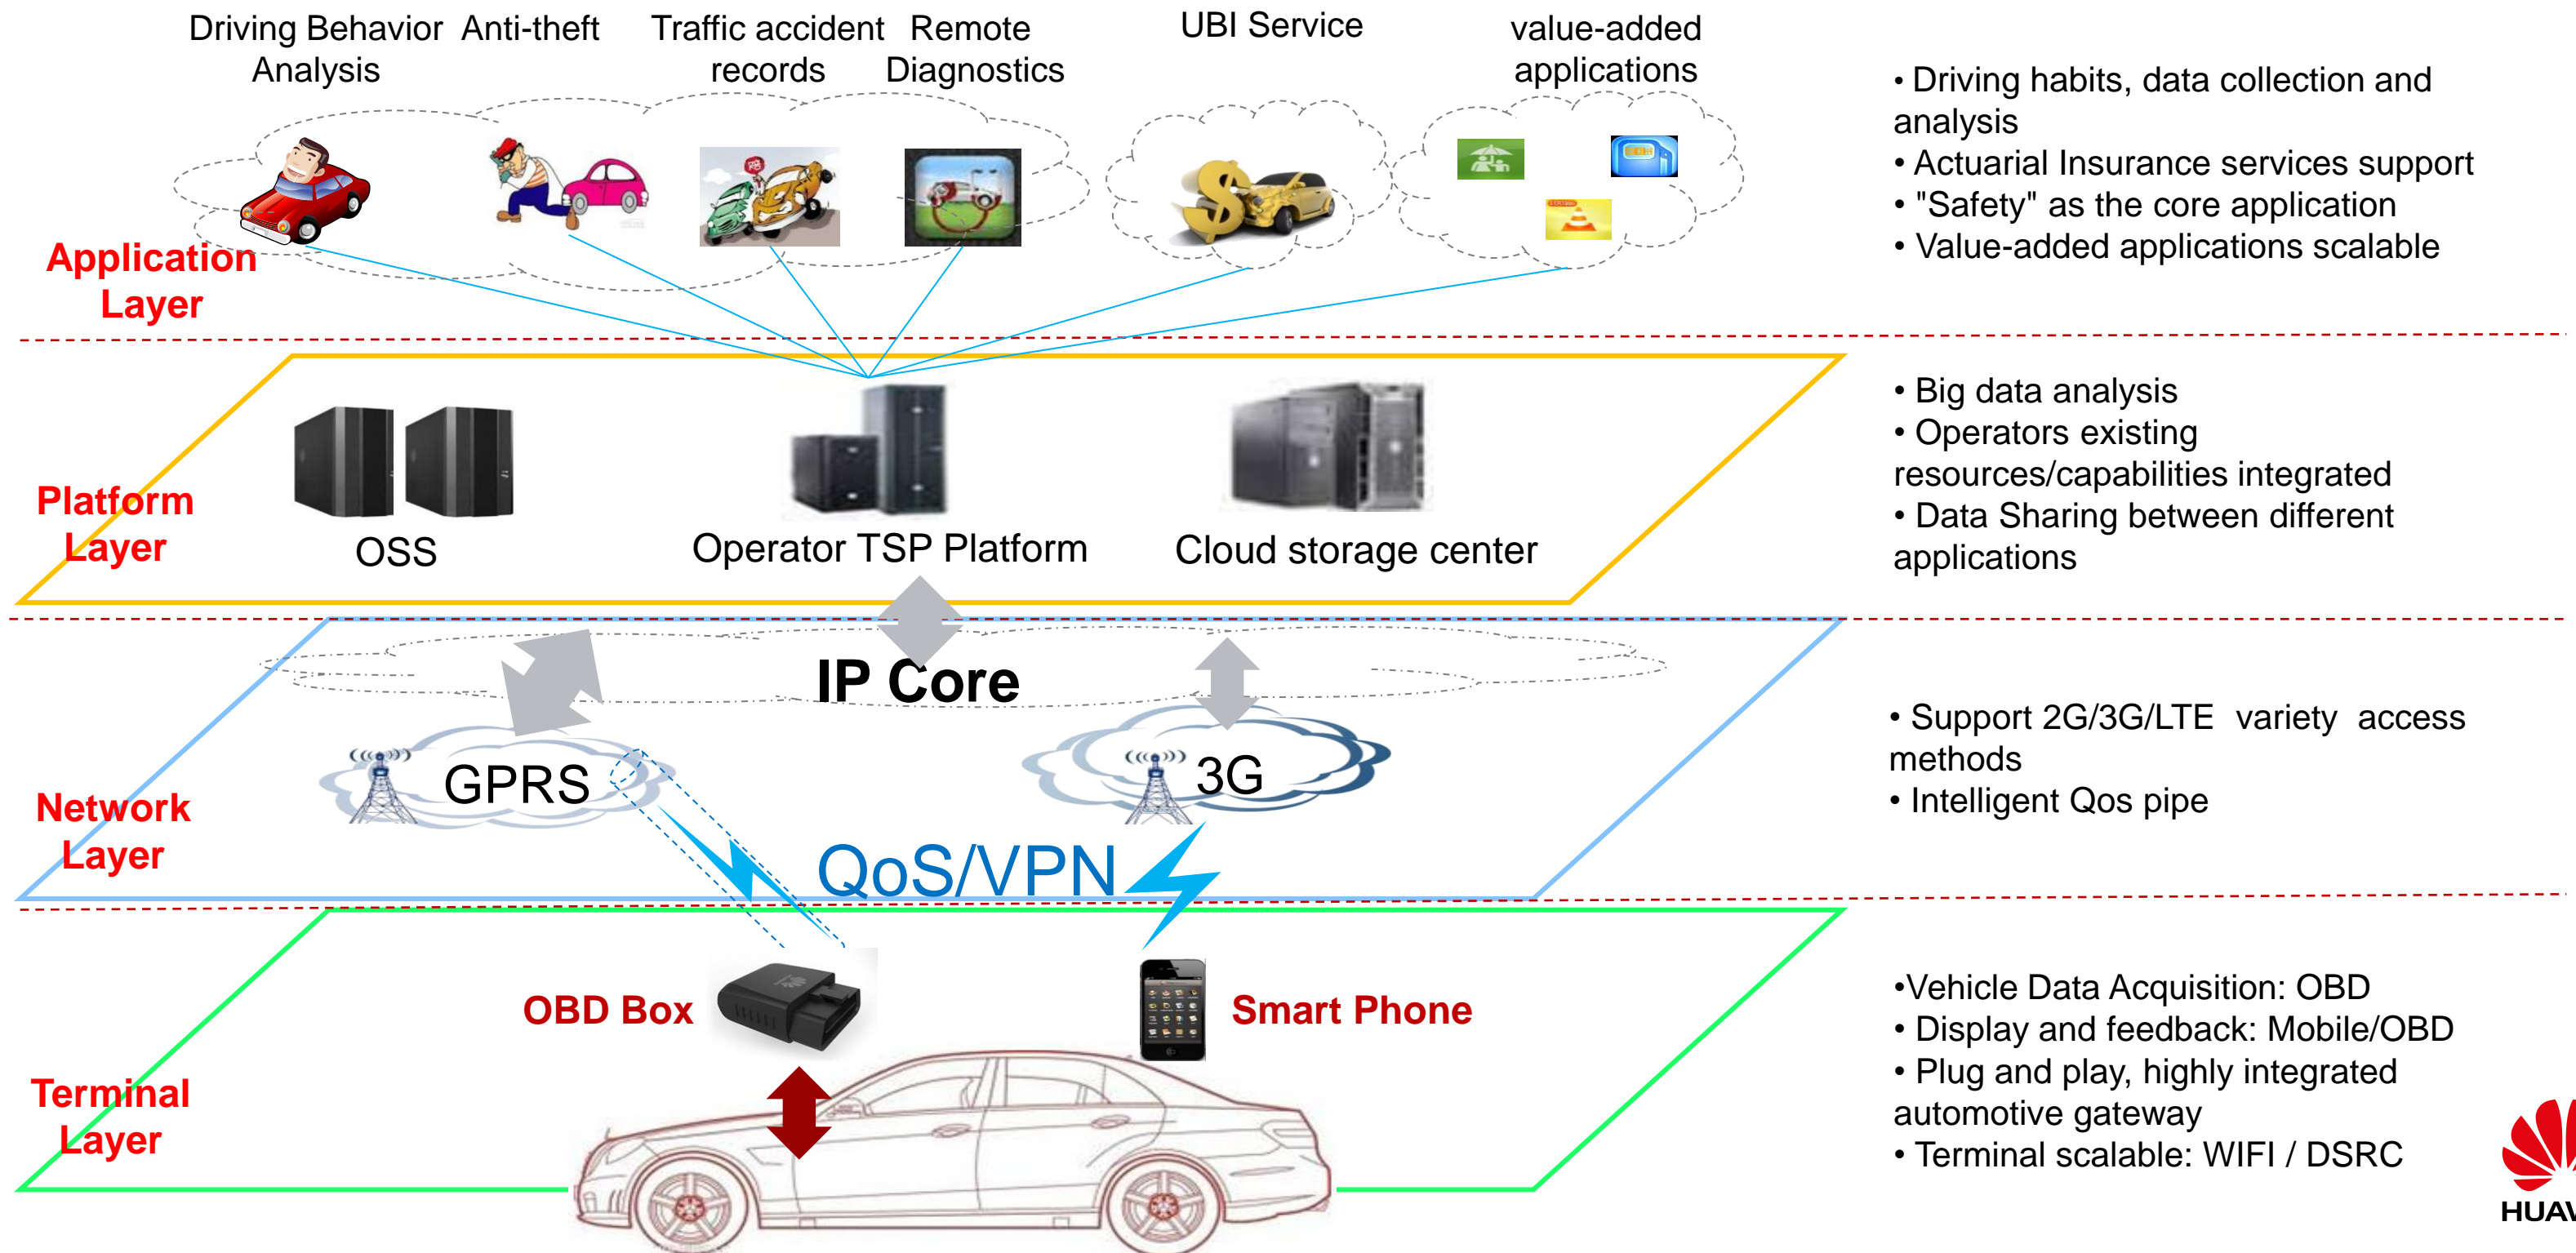 Driving Behavior
Analysis
Anti-theft
Traffic accident
records
Remote
Diagnostics
UBI Service
value-added
applications
Application
Layer
• Driving habits, data collection and
analysis
• Actuarial Insurance services support
• "Safety" as the core application
• Value-added applications scalable
Platform
Layer
OSS
Operator TSP Platform
Cloud storage center
• Big data analysis
• Operators existing
resources/capabilities integrated
• Data Sharing between different
applications
IP Core
GPRS
3G
Network
Layer
QoS/VPN
• Support 2G/3G/LTE variety access
methods
• Intelligent Qos pipe
OBD Box
Smart Phone
Terminal
Layer
•Vehicle Data Acquisition: OBD
• Display and feedback: Mobile/OBD
• Plug and play, highly integrated
automotive gateway
• Terminal scalable: WIFI / DSRC